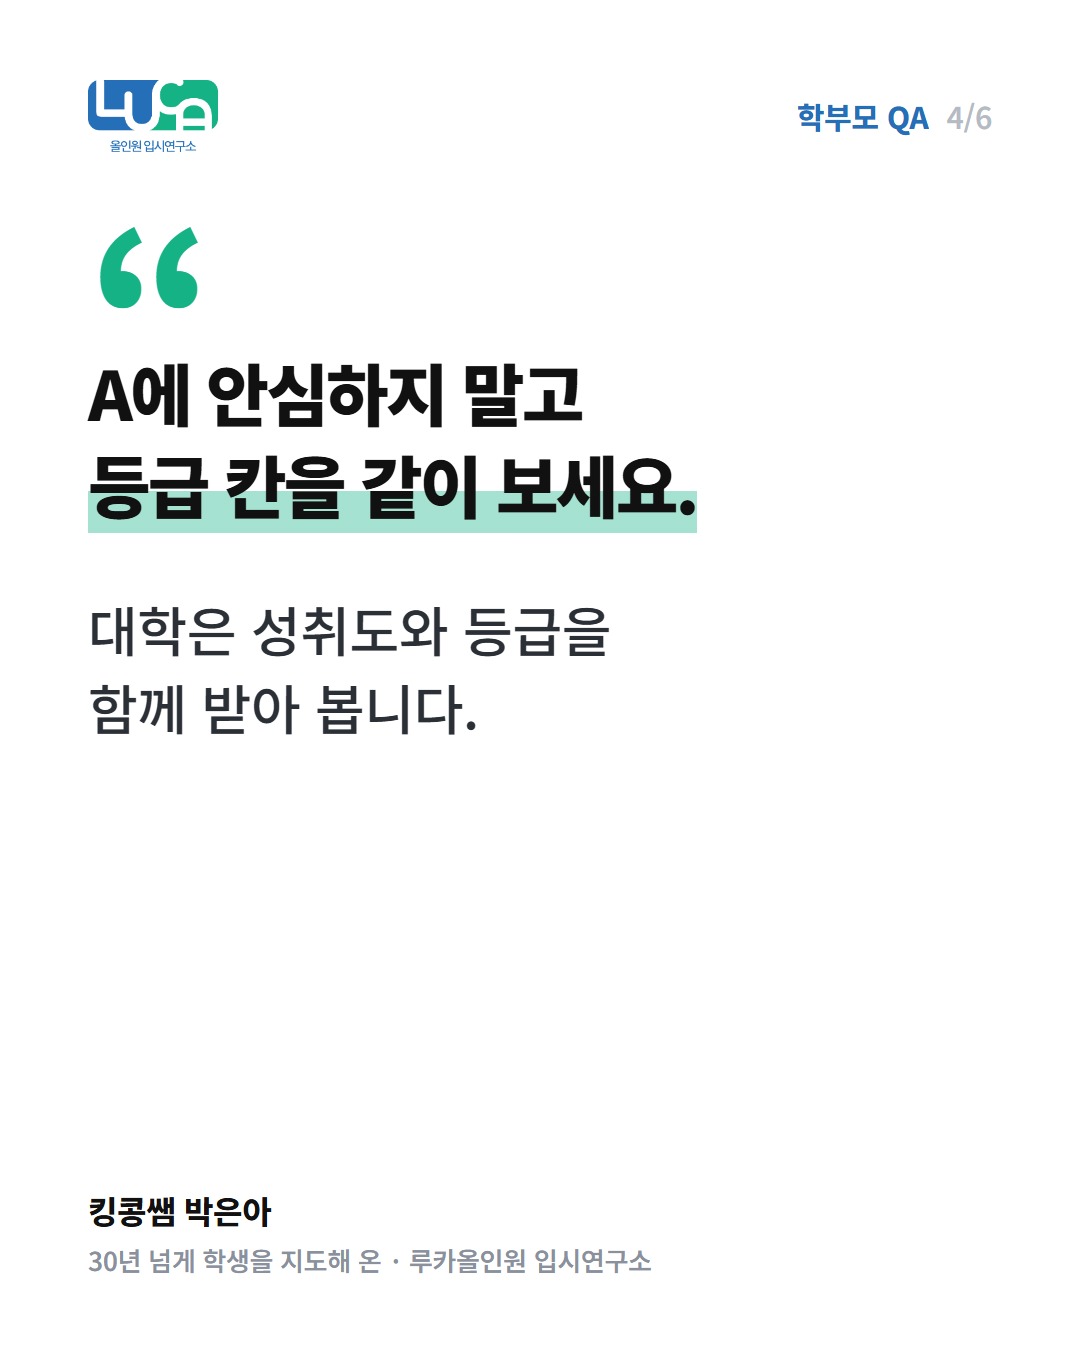 LUCA
올인원 입시연구소
학부모 QA 4/6
“
A에 안심하지 말고
등급 칸을 같이 보세요.
대학은 성취도와 등급을
함께 받아 봅니다.
킹콩쌤 박은아
30년 넘게 학생을 지도해 온 · 루카올인원 입시연구소